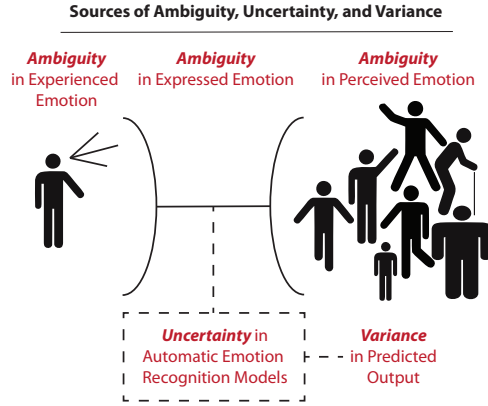 Sources of Ambiguity, Uncertainty, and Variance
Ambiguity
in Experienced
Emotion
Ambiguity
in Expressed Emotion
Ambiguity
in Perceived Emotion
Uncertainty in
Automatic Emotion
Recognition Models
Variance
in Predicted
Output